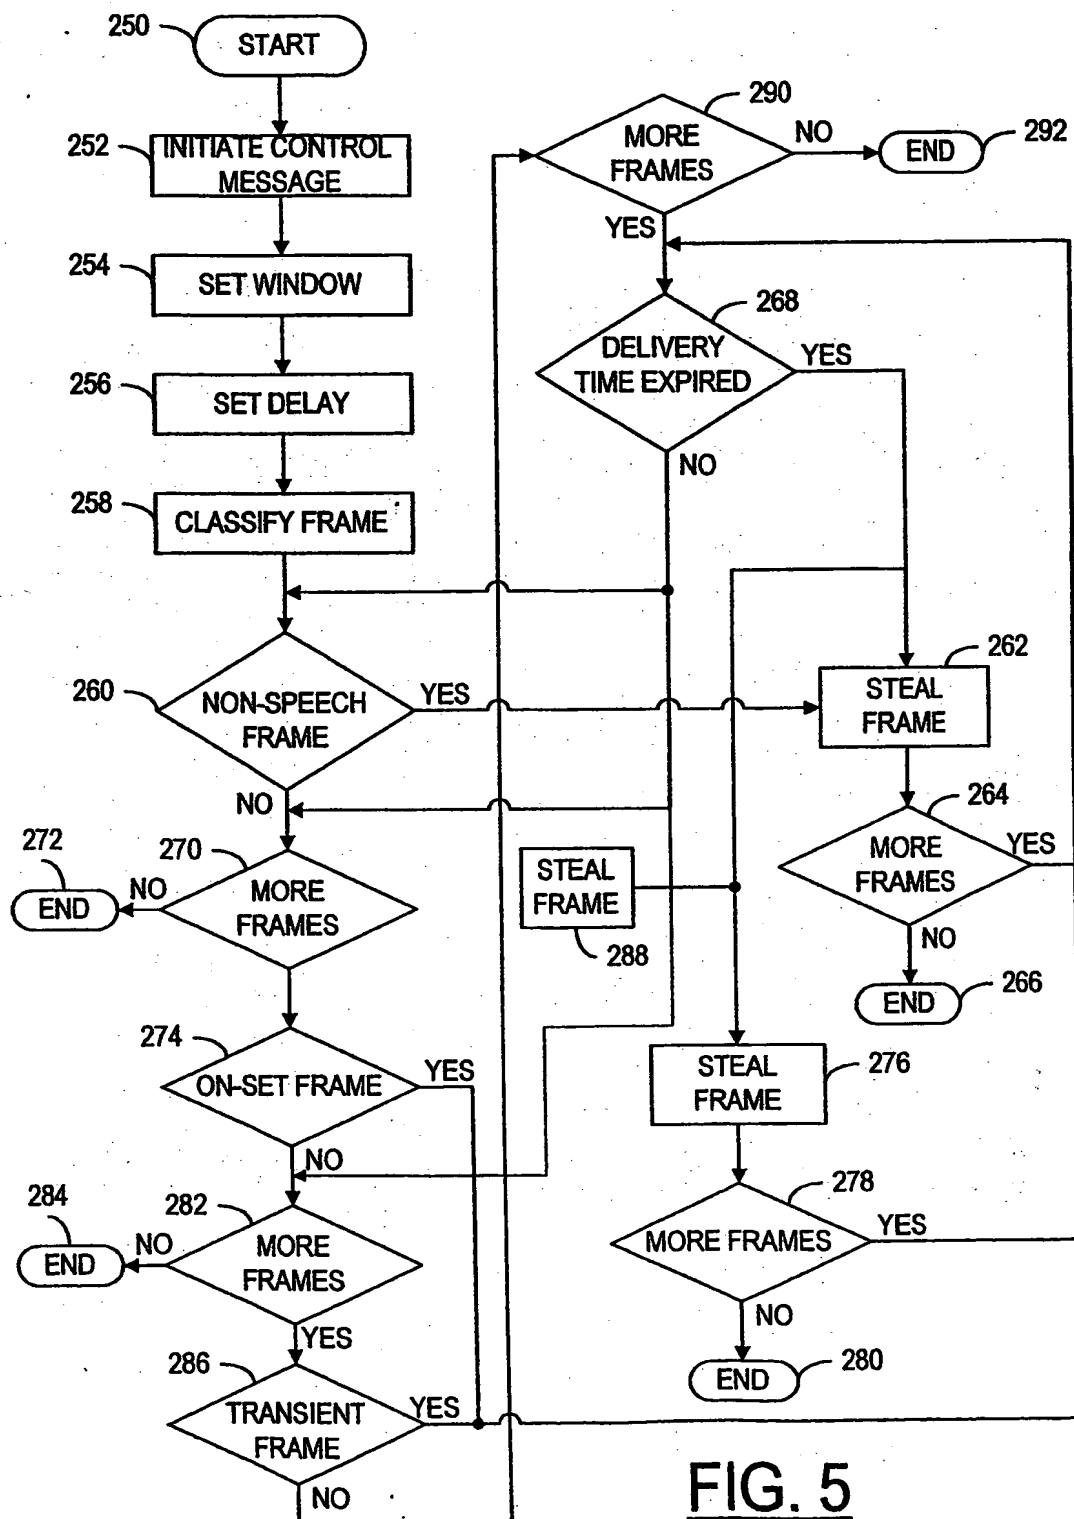 250
START
252
INITIATE CONTROL
MESSAGE
254
SET WINDOW
256
SET DELAY
258
CLASSIFY FRAME
260
NON-SPEECH
FRAME
YES
NO
272
END
NO
270
MORE
FRAMES
274
ON-SET FRAME
YES
NO
284
END
NO
282
MORE
FRAMES
YES
286
TRANSIENT
FRAME
YES
NO
290
MORE
FRAMES
NO
END
292
YES
268
DELIVERY
TIME EXPIRED
YES
NO
262
STEAL
FRAME
264
MORE
FRAMES
YES
NO
END
266
STEAL
FRAME
288
STEAL
FRAME
276
278
MORE FRAMES
YES
NO
END
280
FIG. 5